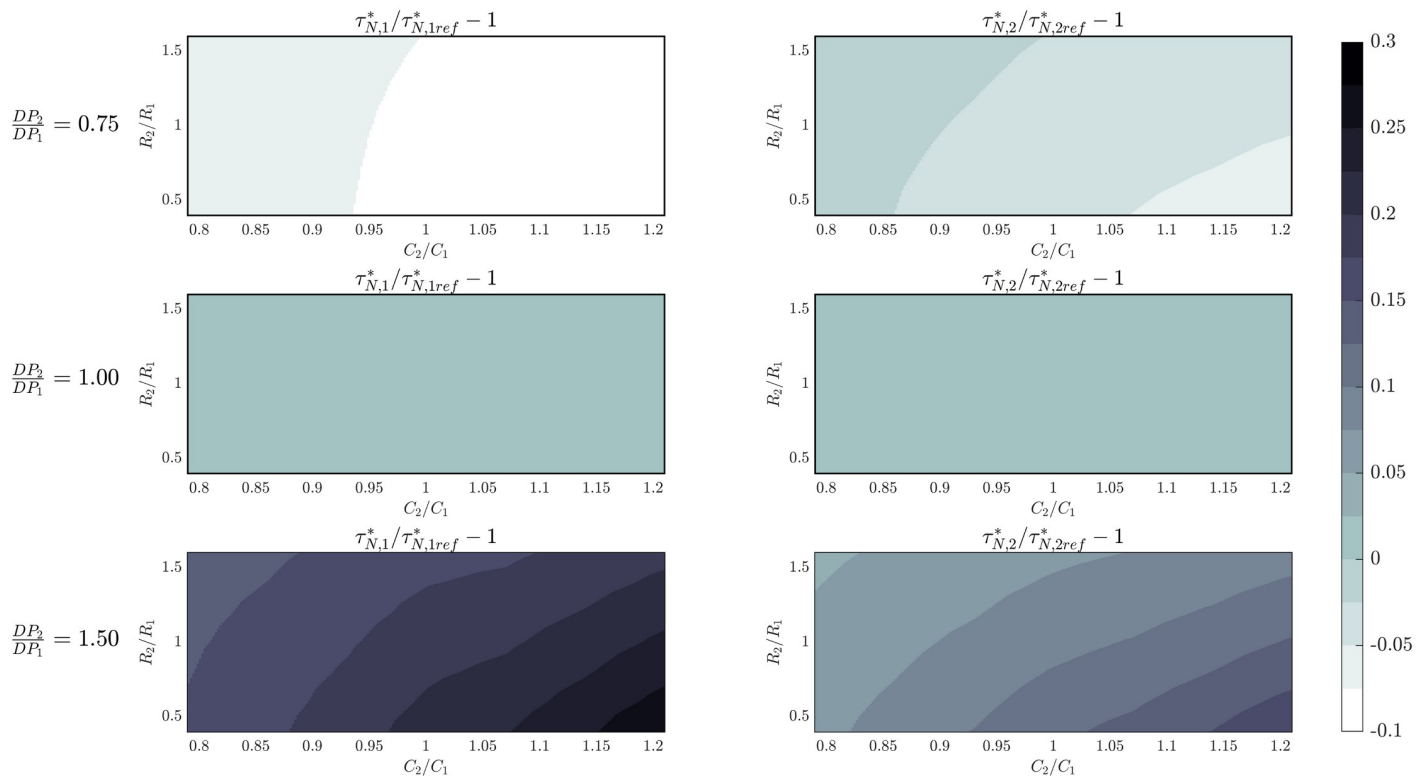 τ*_{N,1}/τ*_{N,1ref} − 1
τ*_{N,2}/τ*_{N,2ref} − 1
DP₂/DP₁ = 0.75
R₂/R₁
1.5
1
0.5
0.8 0.85 0.9 0.95 1 1.05 1.1 1.15 1.2
C₂/C₁
R₂/R₁
1.5
1
0.5
0.8 0.85 0.9 0.95 1 1.05 1.1 1.15 1.2
C₂/C₁
τ*_{N,1}/τ*_{N,1ref} − 1
τ*_{N,2}/τ*_{N,2ref} − 1
DP₂/DP₁ = 1.00
R₂/R₁
1.5
1
0.5
0.8 0.85 0.9 0.95 1 1.05 1.1 1.15 1.2
C₂/C₁
R₂/R₁
1.5
1
0.5
0.8 0.85 0.9 0.95 1 1.05 1.1 1.15 1.2
C₂/C₁
τ*_{N,1}/τ*_{N,1ref} − 1
τ*_{N,2}/τ*_{N,2ref} − 1
DP₂/DP₁ = 1.50
R₂/R₁
1.5
1
0.5
0.8 0.85 0.9 0.95 1 1.05 1.1 1.15 1.2
C₂/C₁
R₂/R₁
1.5
1
0.5
0.8 0.85 0.9 0.95 1 1.05 1.1 1.15 1.2
C₂/C₁
0.3
0.25
0.2
0.15
0.1
0.05
0
-0.05
-0.1